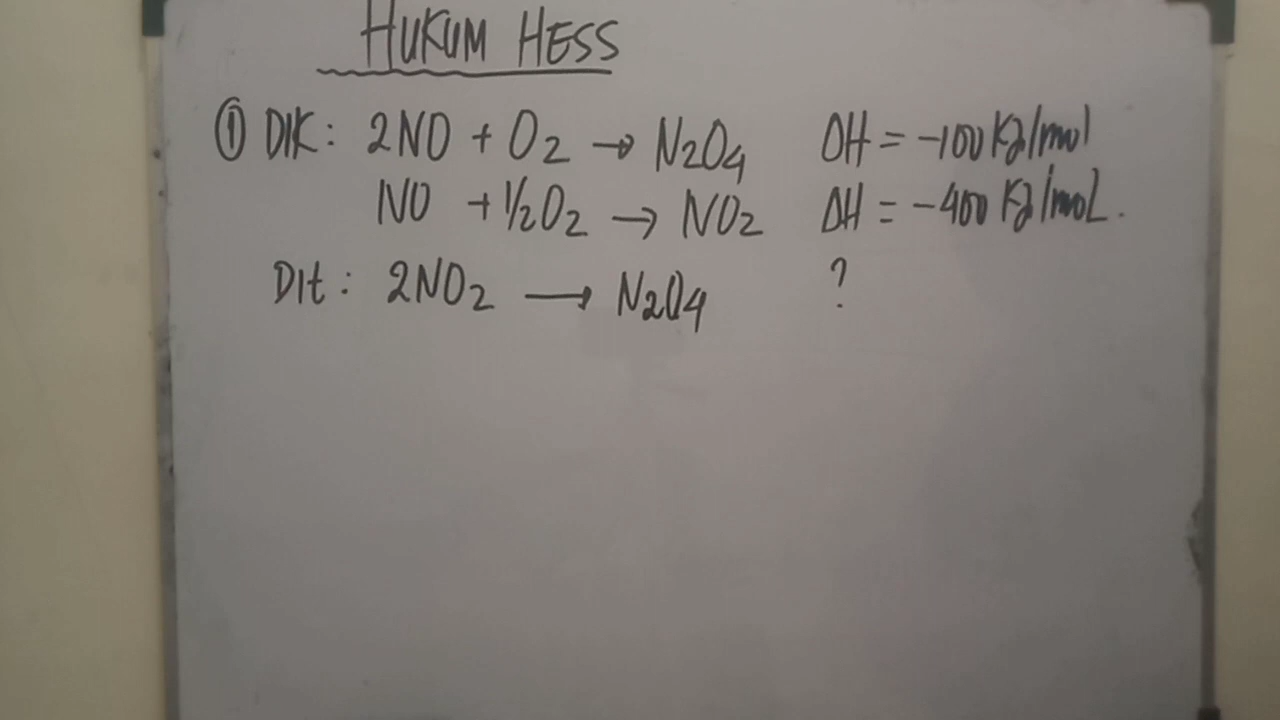 HUKUM HESS
① DIK: 2NO + O2 → N2O4 ΔH = -100 KJ/mol
NO + 1/2O2 → NO2 ΔH = -400 KJ/moL.
Dit: 2NO2 → N2O4 ?